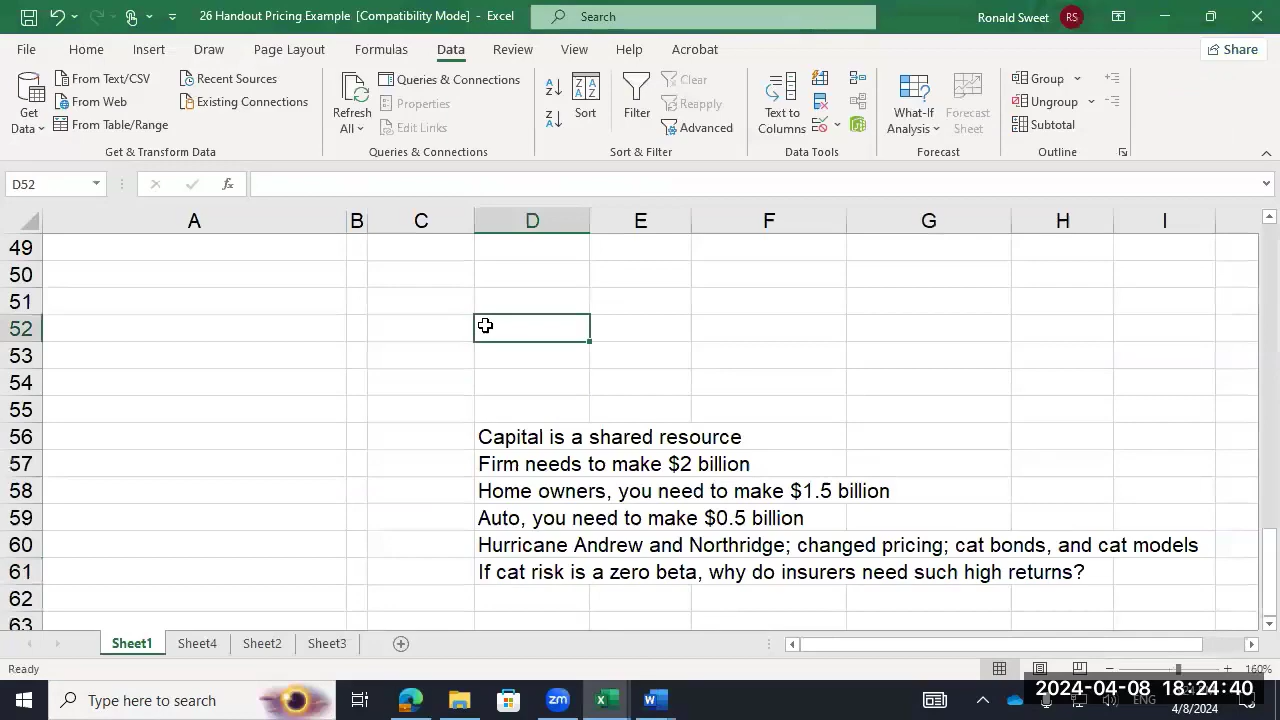 26 Handout Pricing Example [Compatibility Mode] - Excel
Search
Ronald Sweet
RS
File Home Insert Draw Page Layout Formulas Data Review View Help Acrobat
Share
Get Data
From Text/CSV
From Web
From Table/Range
Recent Sources
Existing Connections
Get & Transform Data
Refresh All
Queries & Connections
Properties
Edit Links
Queries & Connections
Sort
Filter
Clear
Reapply
Advanced
Sort & Filter
Text to Columns
Data Tools
What-If Analysis
Forecast Sheet
Forecast
Group
Ungroup
Subtotal
Outline
D52
fx
A B C D E F G H I
49
50
51
52
53
54
55
56 Capital is a shared resource
57 Firm needs to make $2 billion
58 Home owners, you need to make $1.5 billion
59 Auto, you need to make $0.5 billion
60 Hurricane Andrew and Northridge; changed pricing; cat bonds, and cat models
61 If cat risk is a zero beta, why do insurers need such high returns?
62
63
Sheet1 Sheet4 Sheet2 Sheet3
Ready
160%
Type here to search
zm
ENG
2024-04-08 18:24:40
4/8/2024